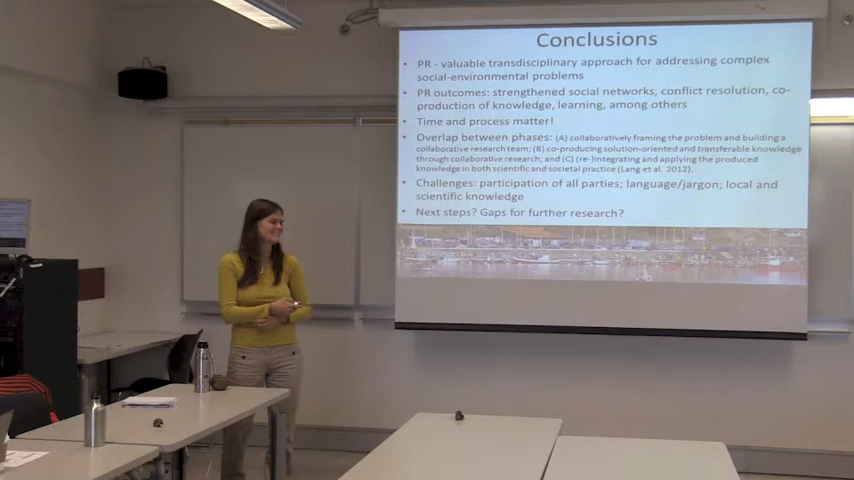 Conclusions
• PR - valuable transdisciplinary approach for addressing complex
social-environmental problems
• PR outcomes: strengthened social networks, conflict resolution, co-
production of knowledge, learning, among others
• Time and process matter!
• Overlap between phases: (A) collaboratively framing the problem and building a
collaborative research team; (B) co-producing solution-oriented and transferable knowledge
through collaborative research; and (C) (re-)integrating and applying the produced
knowledge in both scientific and societal practice (Lang et al. 2012).
• Challenges: participation of all parties; language/jargon; local and
scientific knowledge
• Next steps? Gaps for further research?